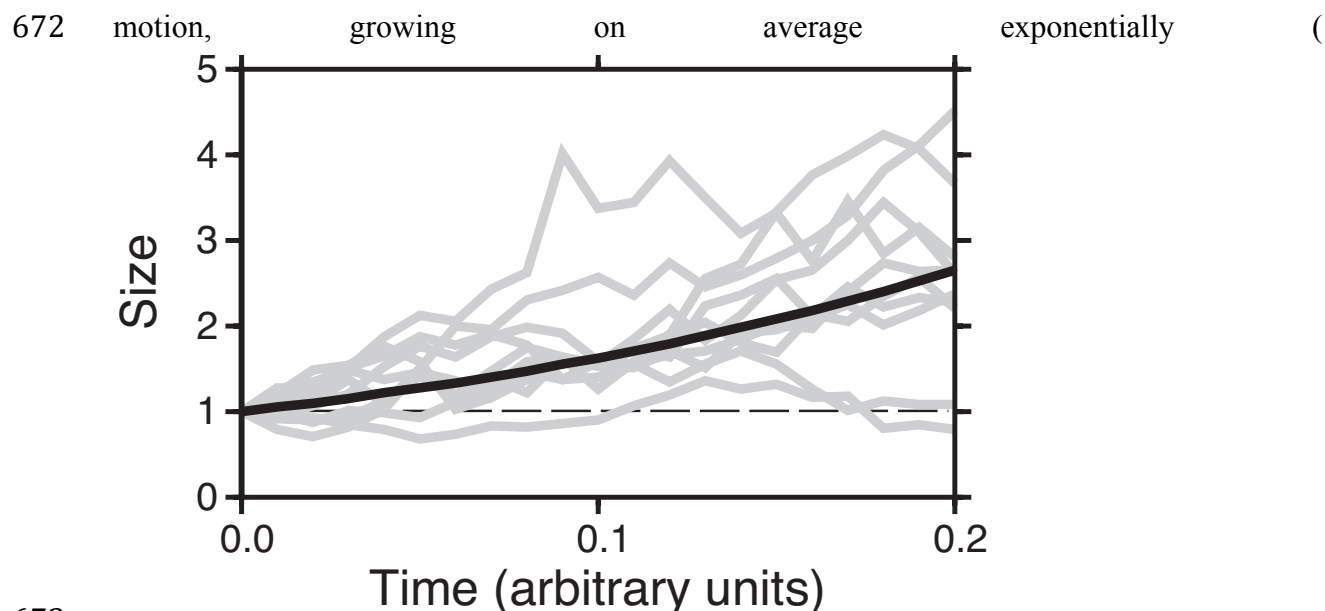 672 motion, growing on average exponentially (
5
4
3
2
1
0
Size
0.0 0.1 0.2
Time (arbitrary units)